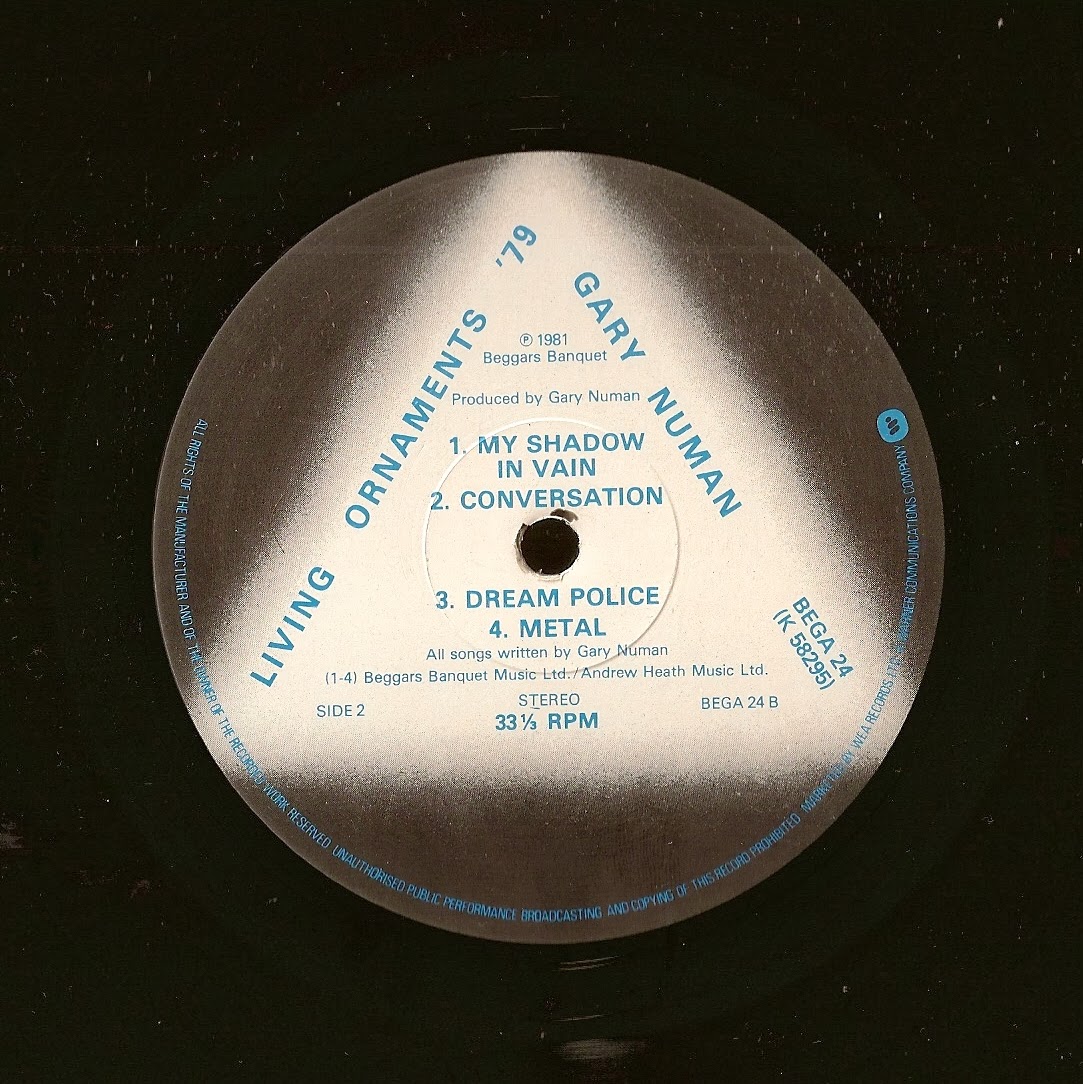 LIVING ORNAMENTS '79
GARY NUMAN
℗ 1981
Beggars Banquet
Produced by Gary Numan
1. MY SHADOW
IN VAIN
2. CONVERSATION
3. DREAM POLICE
4. METAL
All songs written by Gary Numan
(1-4) Beggars Banquet Music Ltd./Andrew Heath Music Ltd.
SIDE 2
STEREO
33⅓ RPM
BEGA 24 B
BEGA 24
(K 58295)
ALL RIGHTS OF THE MANUFACTURER AND OF THE OWNER OF THE RECORDED WORK RESERVED UNAUTHORISED PUBLIC PERFORMANCE BROADCASTING AND COPYING OF THIS RECORD PROHIBITED MARKETED BY WEA RECORDS LTD. WARNER COMMUNICATIONS COMPANY